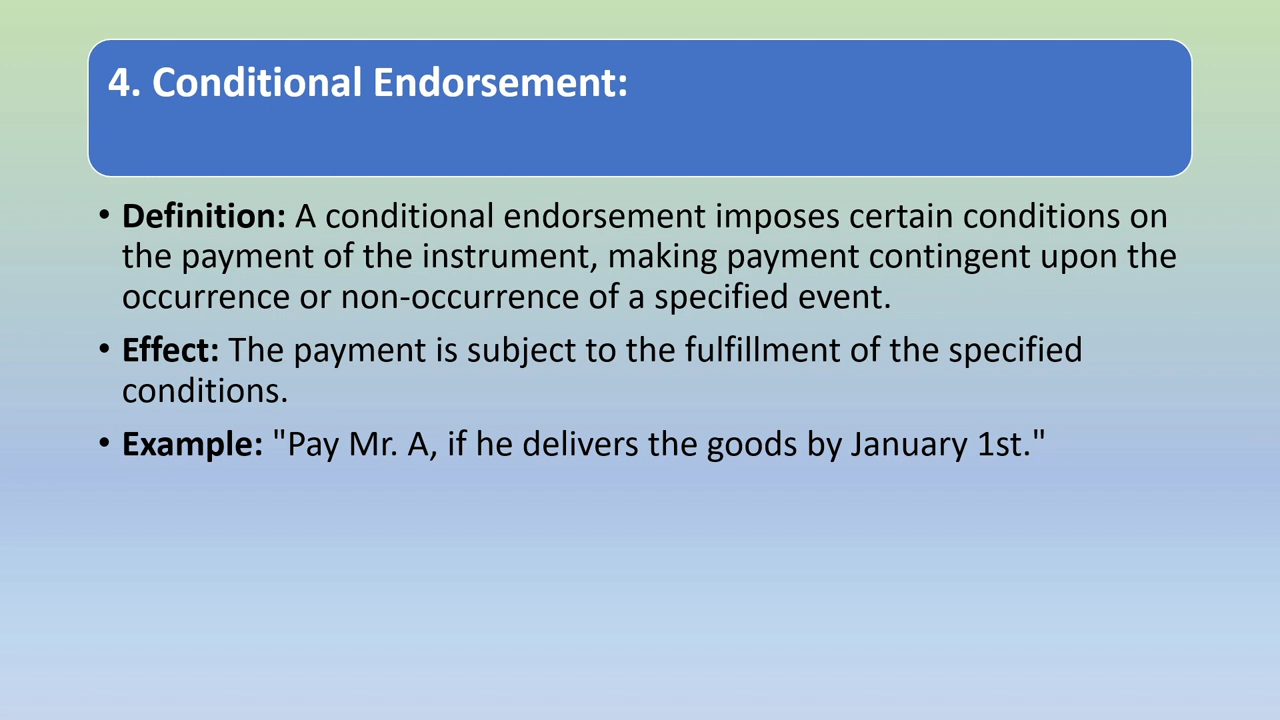 4. Conditional Endorsement:
• Definition: A conditional endorsement imposes certain conditions on
the payment of the instrument, making payment contingent upon the
occurrence or non-occurrence of a specified event.
• Effect: The payment is subject to the fulfillment of the specified
conditions.
• Example: "Pay Mr. A, if he delivers the goods by January 1st."